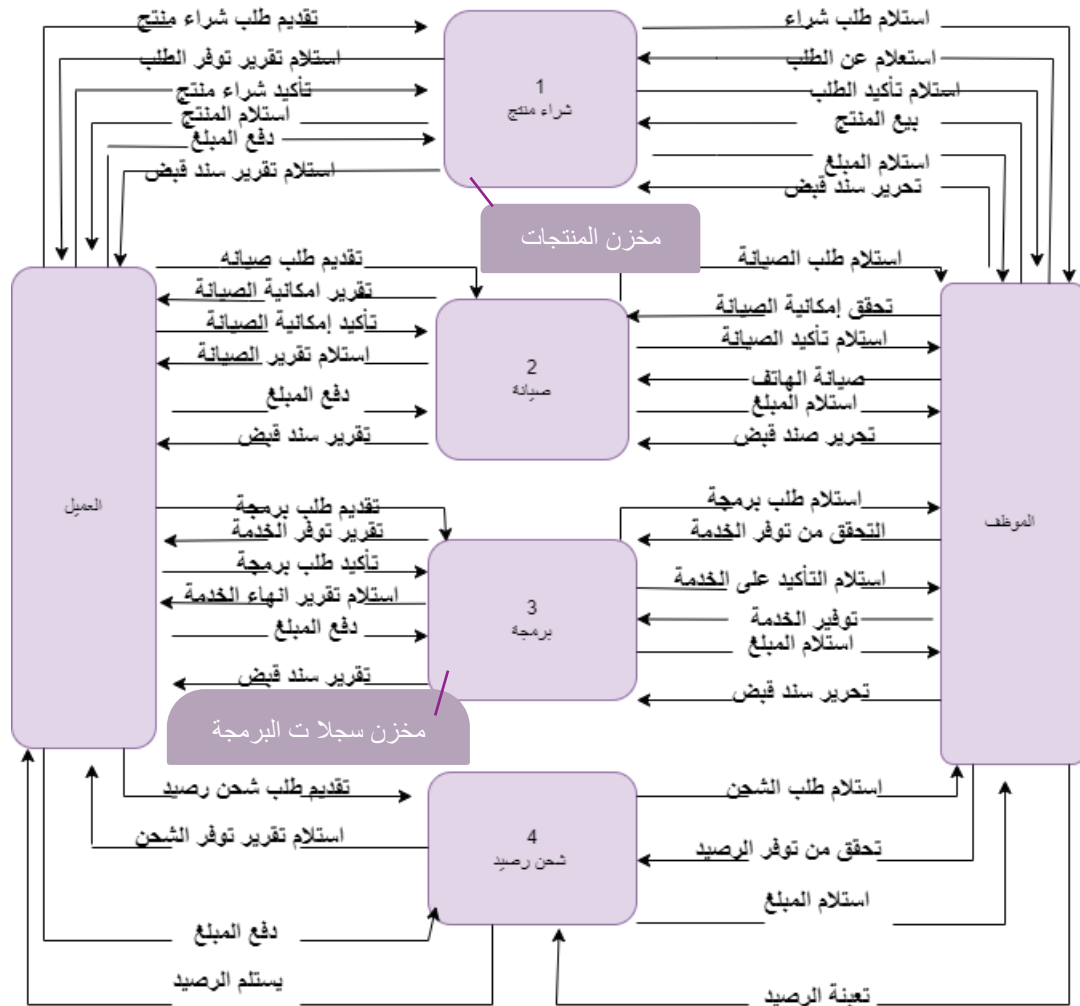 تقديم طلب شراء منتج
استلام طلب شراء
استلام تقرير توفر الطلب
استعلام عن الطلب
تأكيد شراء منتج
استلام تأكيد الطلب
استلام المنتج
بيع المنتج
دفع المبلغ
استلام المبلغ
استلام تقرير سند قبض
تحرير سند قبض
1
شراء منتج
مخزن المنتجات
تقديم طلب صيانه
استلام طلب الصيانة
تقرير امكانية الصيانة
تحقق إمكانية الصيانة
تأكيد إمكانية الصيانة
استلام تأكيد الصيانة
استلام تقرير الصيانة
صيانة الهاتف
دفع المبلغ
استلام المبلغ
تقرير سند قبض
تحرير صند قبض
2
صيانة
العميل
الموظف
تقديم طلب برمجة
استلام طلب برمجة
تقرير توفر الخدمة
التحقق من توفر الخدمة
تأكيد طلب برمجة
استلام التأكيد على الخدمة
استلام تقرير انهاء الخدمة
توفير الخدمة
دفع المبلغ
استلام المبلغ
تقرير سند قبض
تحرير سند قبض
3
برمجة
مخزن سجلا ت البرمجة
تقديم طلب شحن رصيد
استلام طلب الشحن
استلام تقرير توفر الشحن
تحقق من توفر الرصيد
4
شحن رصيد
استلام المبلغ
دفع المبلغ
يستلم الرصيد
تعبئة الرصيد